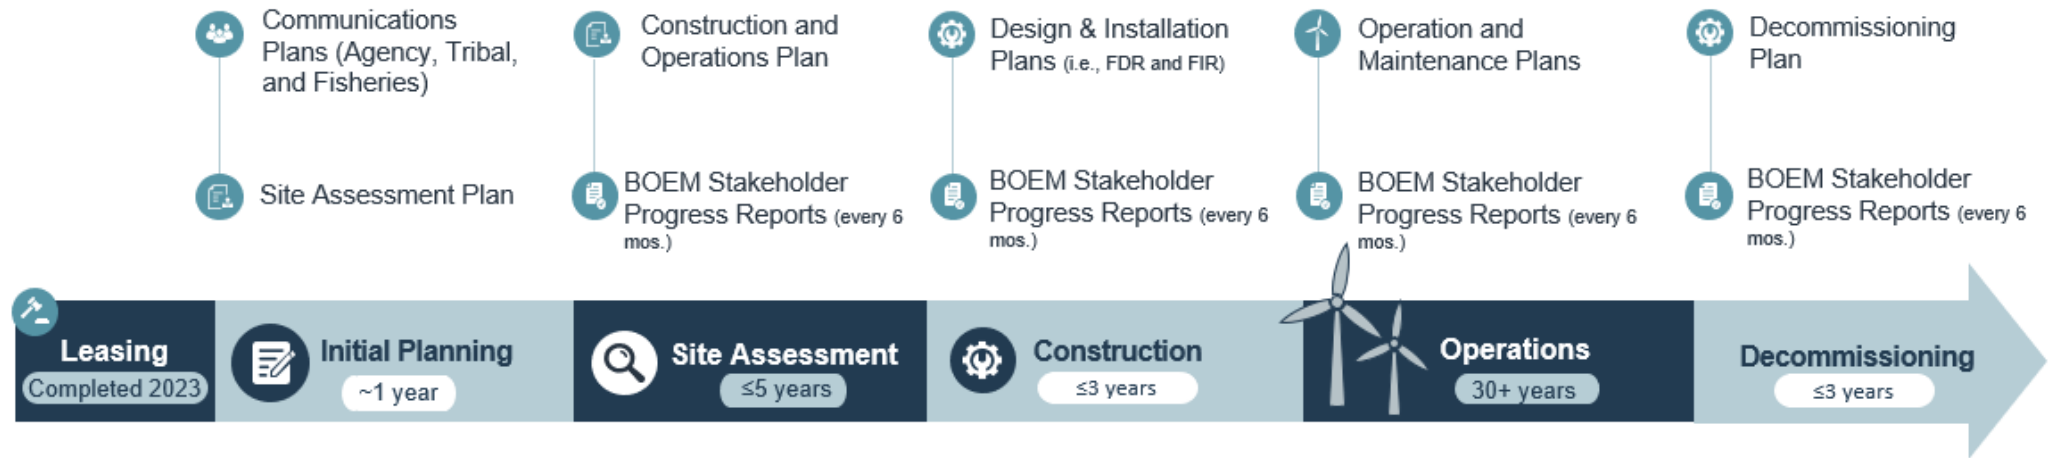 Communications
Plans (Agency, Tribal,
and Fisheries)
Site Assessment Plan
Construction and
Operations Plan
BOEM Stakeholder
Progress Reports (every 6
mos.)
Design & Installation
Plans (i.e., FDR and FIR)
BOEM Stakeholder
Progress Reports (every 6
mos.)
Operation and
Maintenance Plans
BOEM Stakeholder
Progress Reports (every 6
mos.)
Decommissioning
Plan
BOEM Stakeholder
Progress Reports (every 6
mos.)
Leasing
Completed 2023
Initial Planning
~1 year
Site Assessment
≤5 years
Construction
≤3 years
Operations
30+ years
Decommissioning
≤3 years